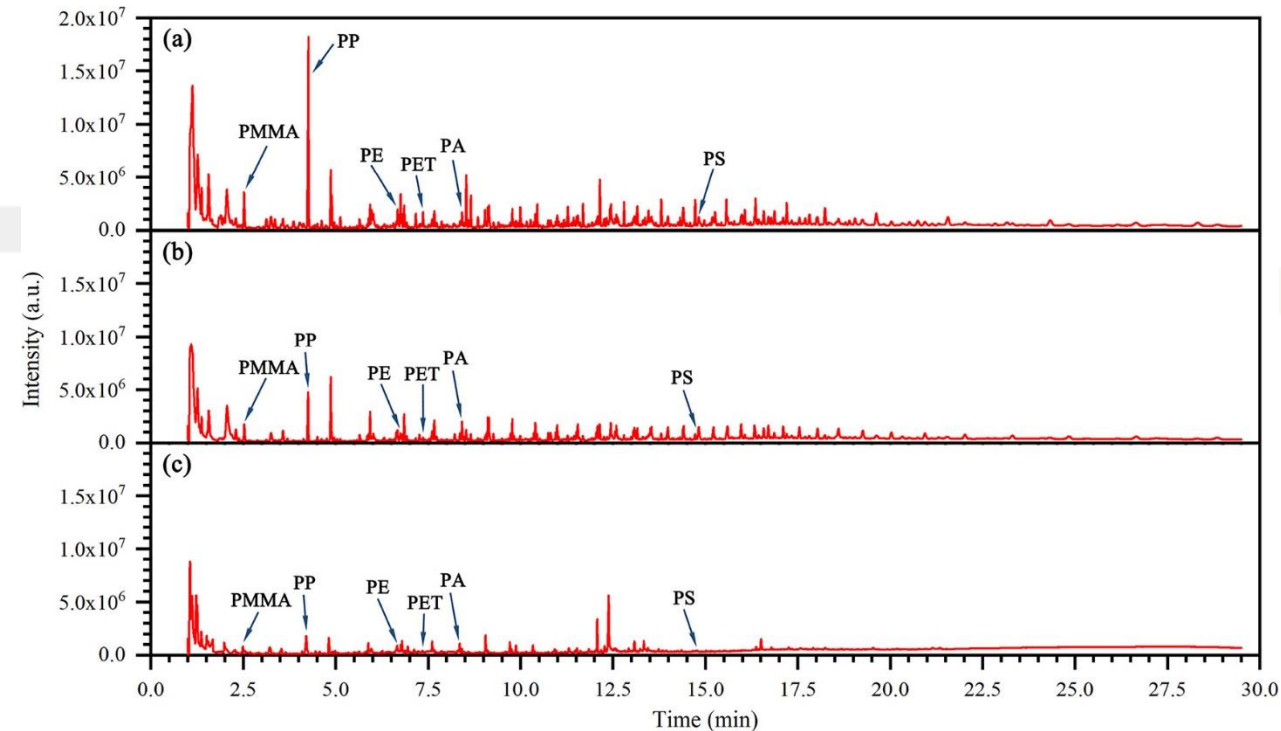 2.0x10⁷
(a)
PP
1.5x10⁷
1.0x10⁷
PMMA
PE
PET
PA
PS
5.0x10⁶
0.0
(b)
1.5x10⁷
1.0x10⁷
PMMA
PP
PE
PET
PA
PS
5.0x10⁶
0.0
(c)
1.5x10⁷
1.0x10⁷
PMMA
PP
PE
PET
PA
PS
5.0x10⁶
0.0
Intensity (a.u.)
0.0 2.5 5.0 7.5 10.0 12.5 15.0 17.5 20.0 22.5 25.0 27.5 30.0
Time (min)